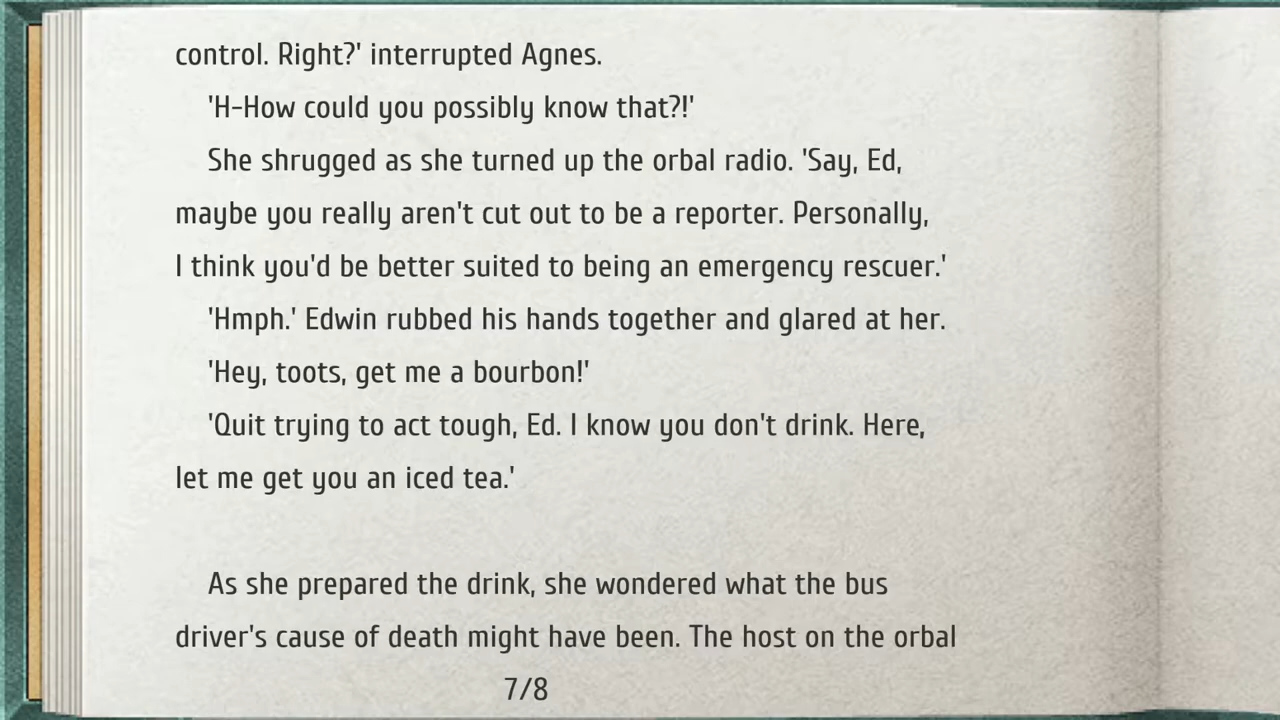 control. Right?' interrupted Agnes.
'H-How could you possibly know that?!'
She shrugged as she turned up the orbal radio. 'Say, Ed,
maybe you really aren't cut out to be a reporter. Personally,
I think you'd be better suited to being an emergency rescuer.'
'Hmph.' Edwin rubbed his hands together and glared at her.
'Hey, toots, get me a bourbon!'
'Quit trying to act tough, Ed. I know you don't drink. Here,
let me get you an iced tea.'
As she prepared the drink, she wondered what the bus
driver's cause of death might have been. The host on the orbal
7/8